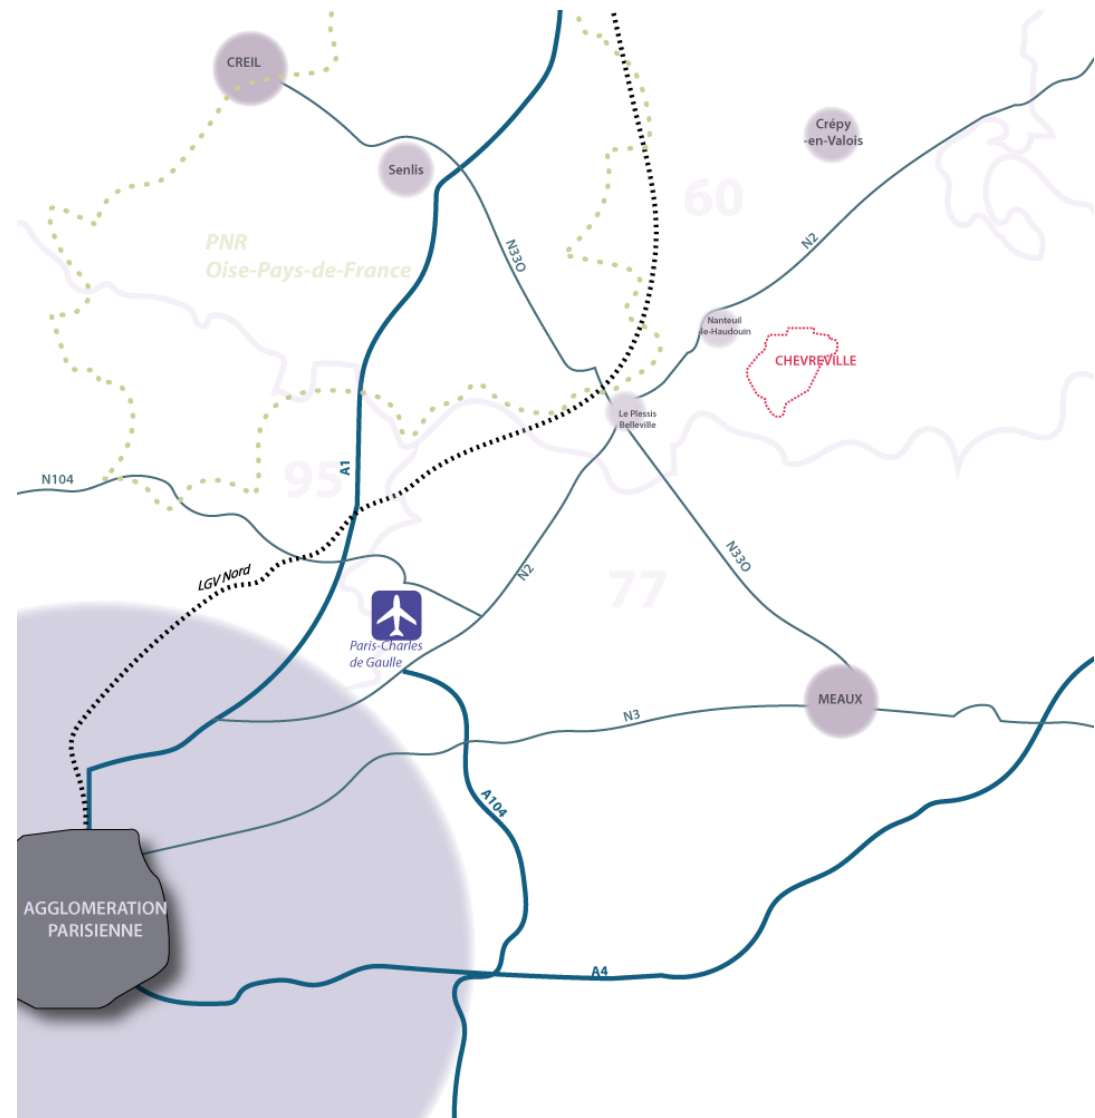 CREIL
Crépy
-en-Valois
Senlis
60
PNR
Oise-Pays-de-France
N330
N2
Nanteuil
le-Haudouin
CHEVREVILLE
Le Plessis
Belleville
A1
N104
95
LGV Nord
N2
N330
77
Paris-Charles
de Gaulle
MEAUX
N3
A104
AGGLOMERATION
PARISIENNE
A4